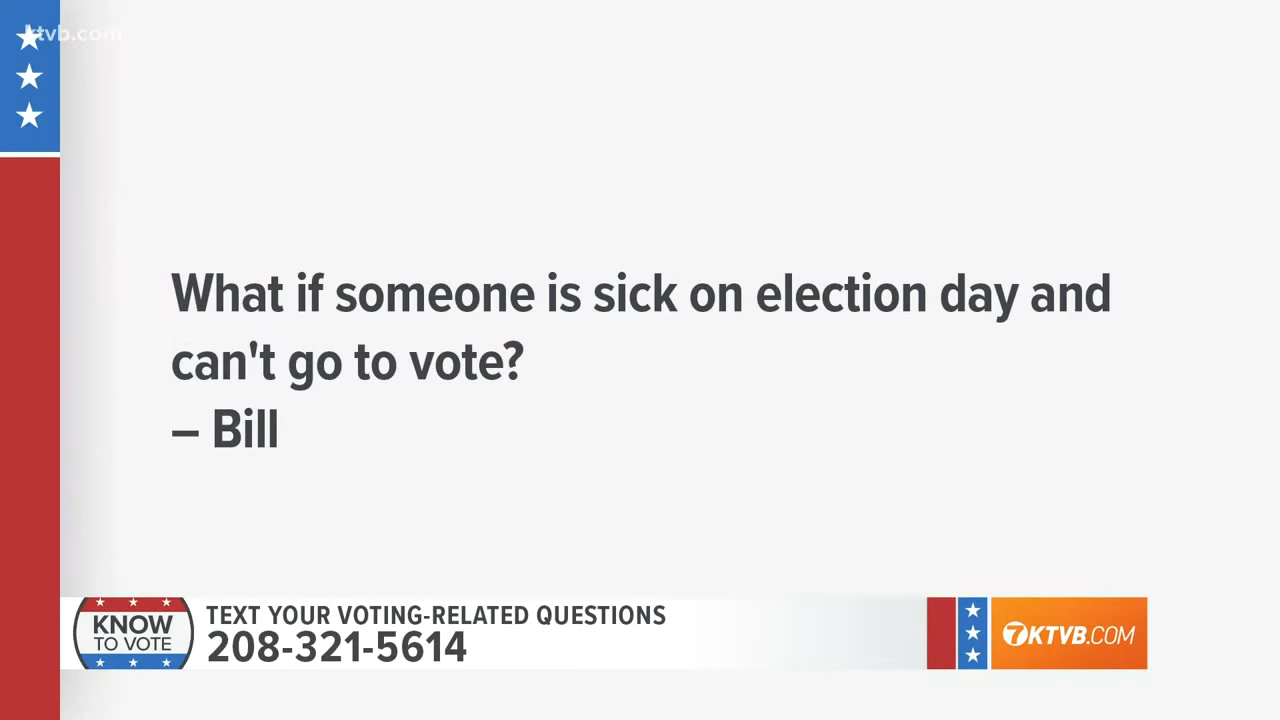 ktvb.com
What if someone is sick on election day and
can't go to vote?
– Bill
KNOW
TO VOTE
TEXT YOUR VOTING-RELATED QUESTIONS
208-321-5614
7KTVB.COM